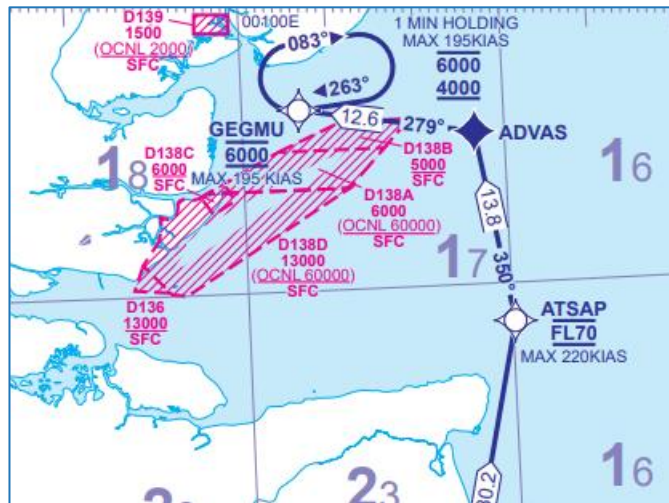 D139
1500
(OCNL 2000)
SFC
00100E
083°
263°
1 MIN HOLDING
MAX 195KIAS
6000
4000
12.6
279°
ADVAS
GEGMU
6000
MAX 195 KIAS
D138C
6000
SFC
18
D138B
5000
SFC
16
D138A
6000
(OCNL 60000)
SFC
13.8
350°
D138D
13000
(OCNL 60000)
SFC
17
D136
13000
SFC
ATSAP
FL70
MAX 220KIAS
23
16